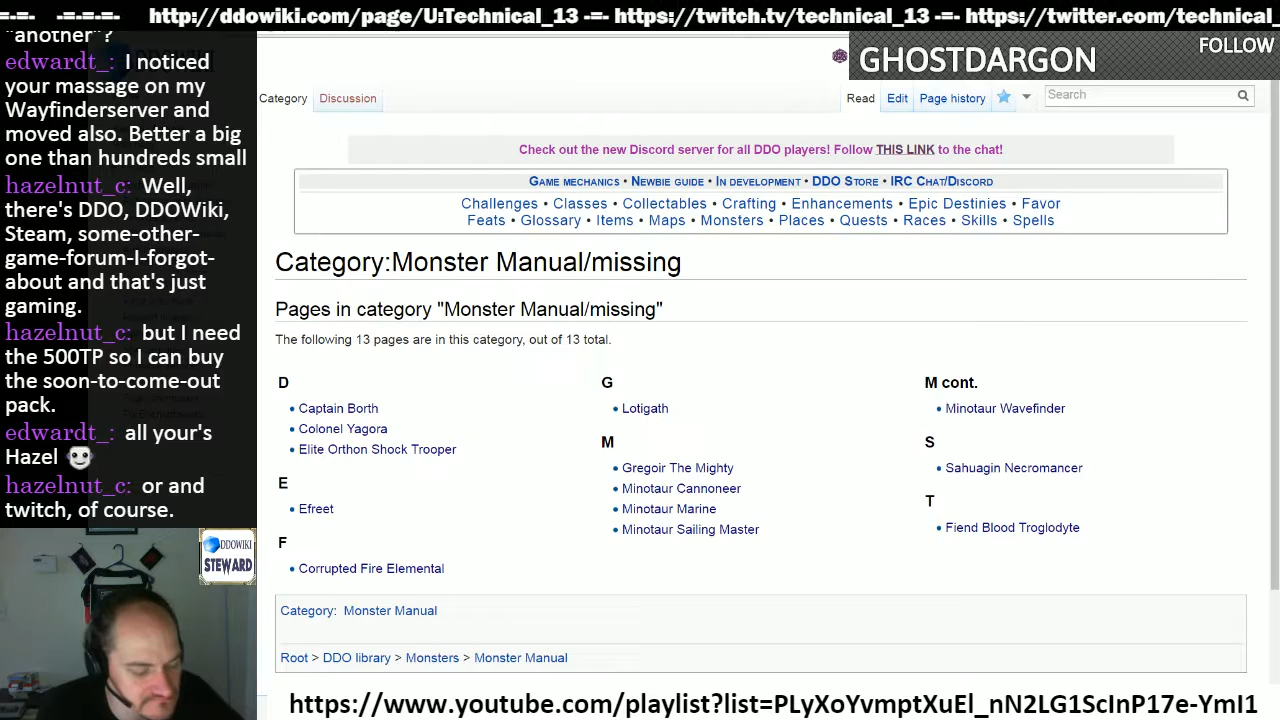 -=-=-    -=-=-=-    http://ddowiki.com/page/U:Technical_13 -=- https://twitch.tv/technical_13 -=- https://twitter.com/technical_
"another"?
edwardt_: I noticed
your massage on my
Wayfinderserver and
moved also. Better a big
one than hundreds small
hazelnut_c: Well,
there's DDO, DDOWiki,
Steam, some-other-
game-forum-I-forgot-
about and that's just
gaming.
hazelnut_c: but I need
the 500TP so I can buy
the soon-to-come-out
pack.
edwardt_: all your's
Hazel
hazelnut_c: or and
twitch, of course.
DDOWIKI
STEWARD
GHOSTDARGON
FOLLOW
Category Discussion Read Edit Page history Search
Check out the new Discord server for all DDO players! Follow THIS LINK to the chat!
Game mechanics • Newbie guide • In development • DDO Store • IRC Chat/Discord
Challenges • Classes • Collectables • Crafting • Enhancements • Epic Destinies • Favor
Feats • Glossary • Items • Maps • Monsters • Places • Quests • Races • Skills • Spells
Category:Monster Manual/missing
Pages in category "Monster Manual/missing"
The following 13 pages are in this category, out of 13 total.
D
• Captain Borth
• Colonel Yagora
• Elite Orthon Shock Trooper
E
• Efreet
F
• Corrupted Fire Elemental
G
• Lotigath
M
• Gregoir The Mighty
• Minotaur Cannoneer
• Minotaur Marine
• Minotaur Sailing Master
M cont.
• Minotaur Wavefinder
S
• Sahuagin Necromancer
T
• Fiend Blood Troglodyte
Category: Monster Manual
Root > DDO library > Monsters > Monster Manual
https://www.youtube.com/playlist?list=PLyXoYvmptXuEl_nN2LG1ScInP17e-YmI1